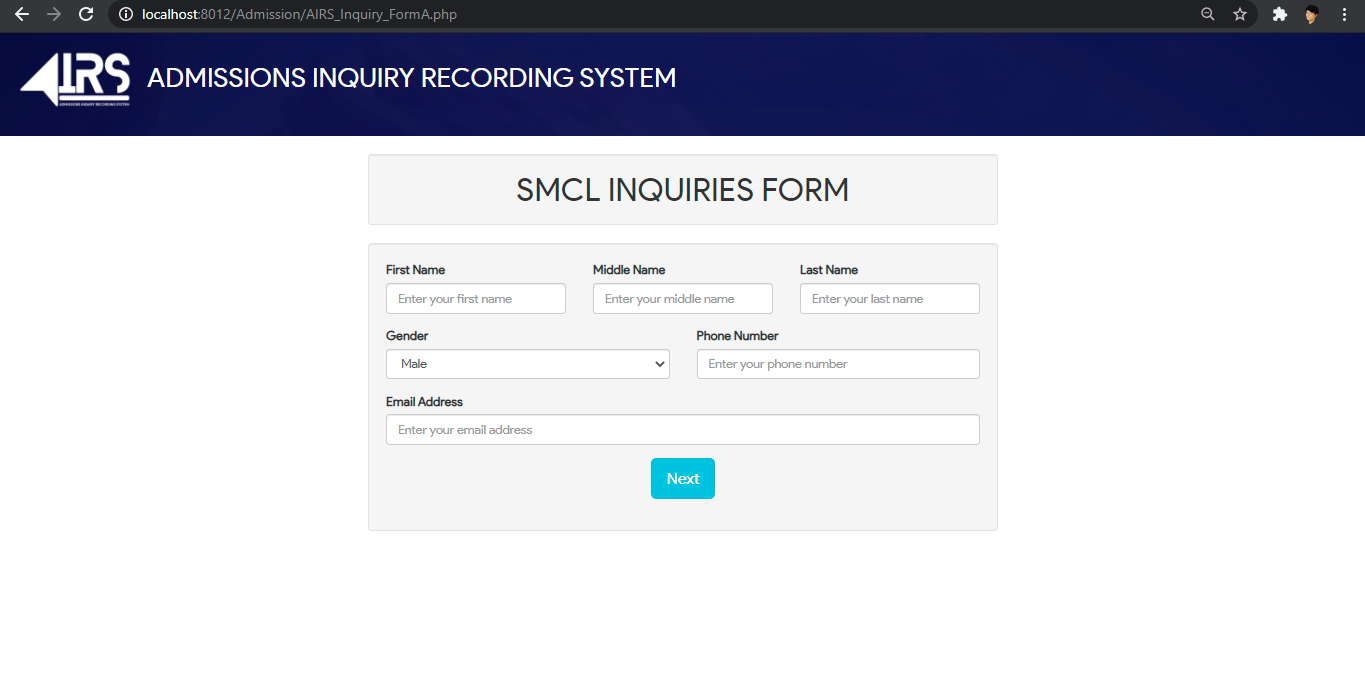 localhost:8012/Admission/AIRS_Inquiry_FormA.php
AIRS
ADMISSIONS INQUIRY RECORDING SYSTEM
ADMISSIONS INQUIRY RECORDING SYSTEM
SMCL INQUIRIES FORM
First Name Middle Name Last Name
Enter your first name Enter your middle name Enter your last name
Gender Phone Number
Male Enter your phone number
Email Address
Enter your email address
Next